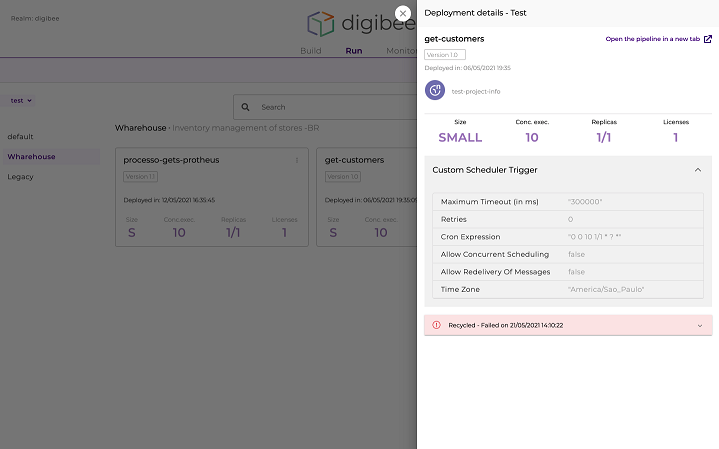 Realm: digibee
digibee
Build
Run
Monito
test
Search
default
Wharehouse
Legacy
Wharehouse • Inventory management of stores -BR
processo-gets-protheus
Version 1.1
Deployed in: 12/05/2021 16:35:45
Size Conc.exec. Replicas Licenses
S 10 1/1 1
get-customers
Version 1.0
Deployed in: 06/05/2021 19:35:09
Size Conc. exec.
S 10
Deployment details - Test
get-customers
Open the pipeline in a new tab
Version 1.0
Deployed in: 06/05/2021 19:35
test-project-info
Size Conc. exec. Replicas Licenses
SMALL 10 1/1 1
Custom Scheduler Trigger
Maximum Timeout (in ms) "300000"
Retries 0
Cron Expression "0 0 10 1/1 * ? *"
Allow Concurrent Scheduling false
Allow Redelivery Of Messages false
Time Zone "America/Sao_Paulo"
Recycled - Failed on 21/05/2021 14:10:22